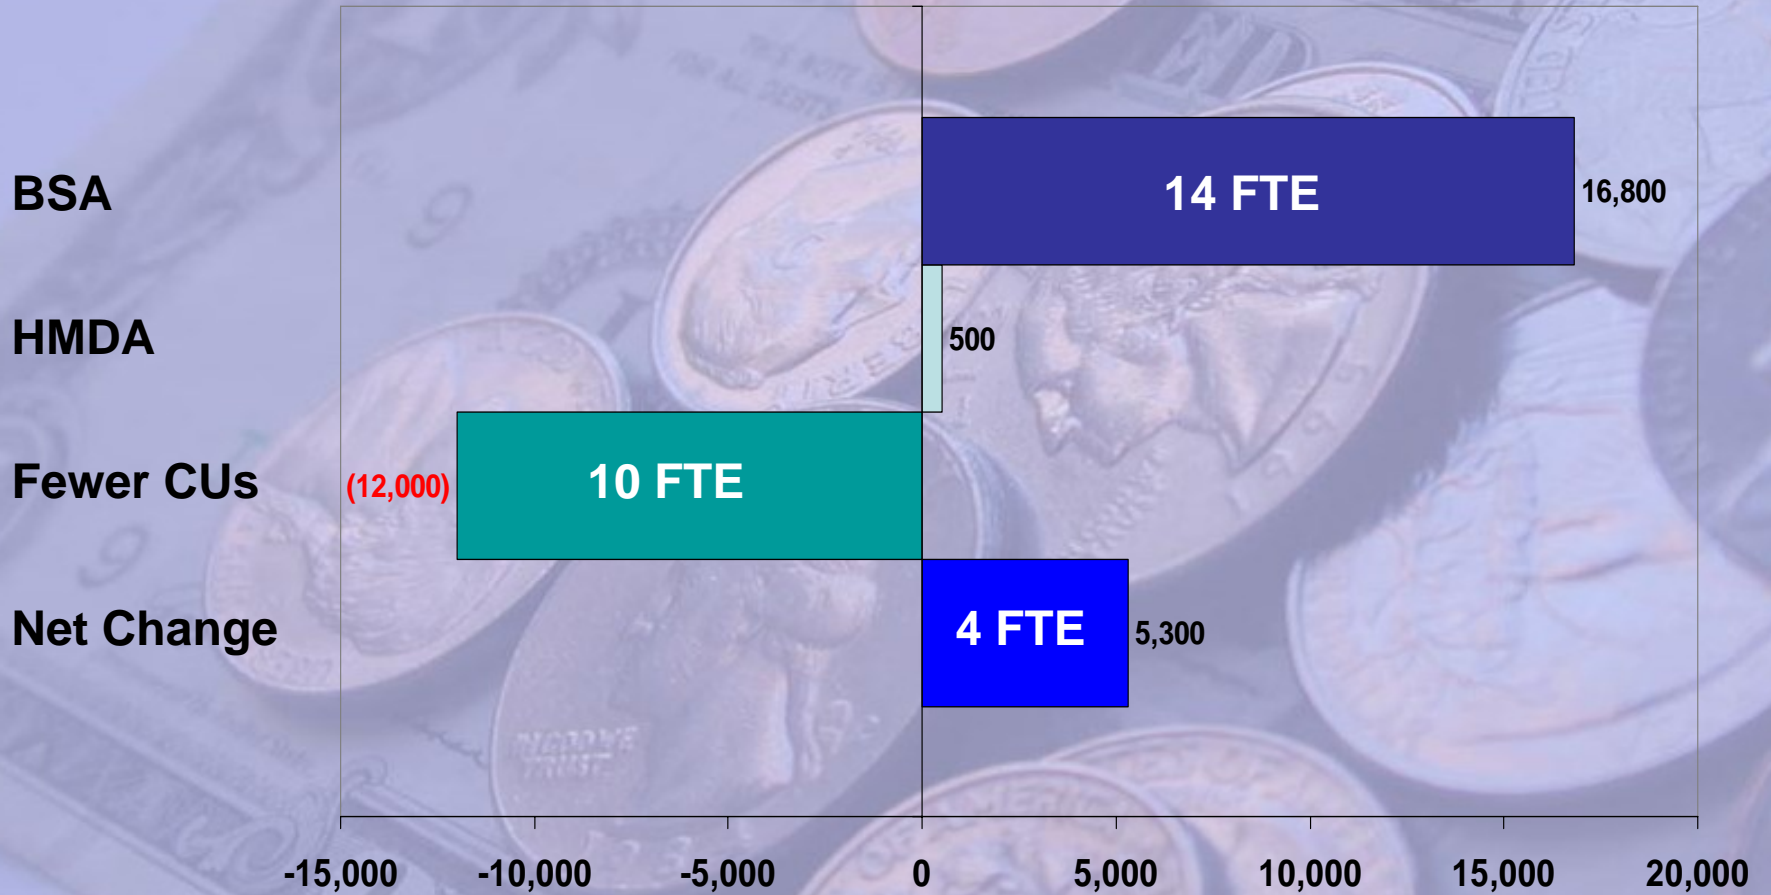 BSA
14 FTE
16,800
HMDA
500
Fewer CUs
(12,000)
10 FTE
Net Change
4 FTE
5,300
-15,000 -10,000 -5,000 0 5,000 10,000 15,000 20,000